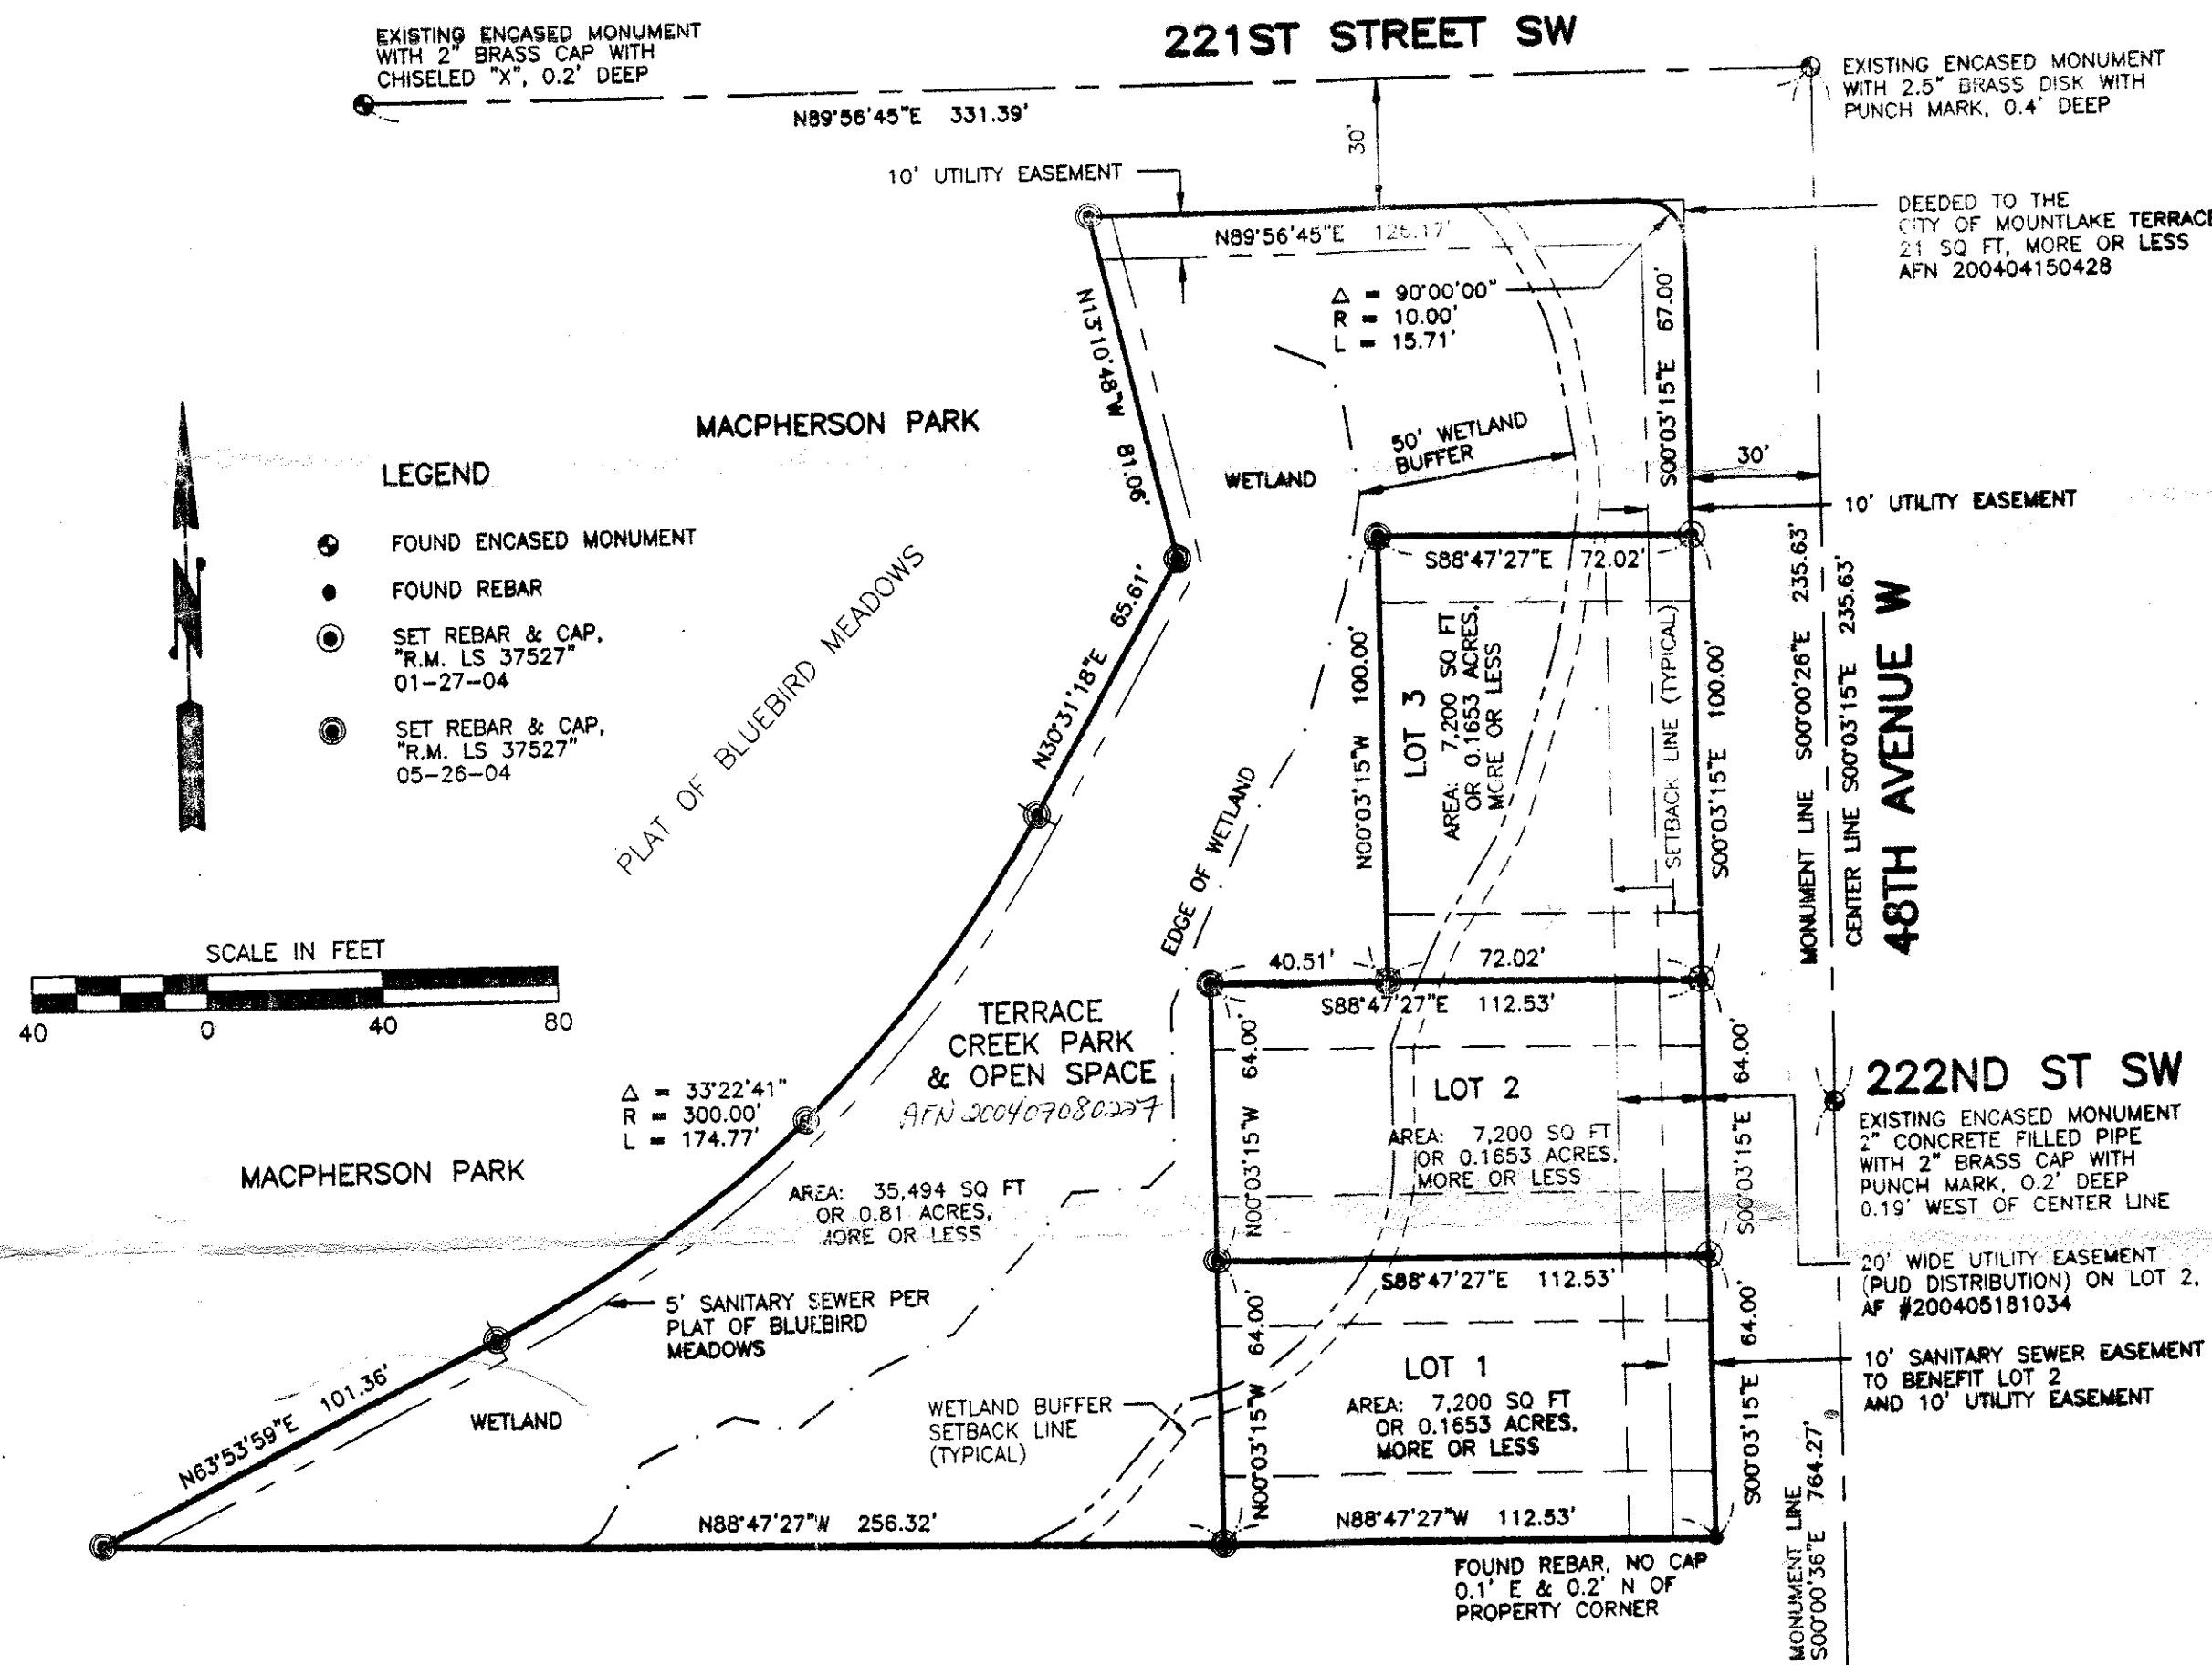 221ST STREET SW
EXISTING ENCASED MONUMENT
WITH 2" BRASS CAP WITH
CHISELED "X", 0.2' DEEP
EXISTING ENCASED MONUMENT
WITH 2.5" BRASS DISK WITH
PUNCH MARK, 0.4' DEEP
N89°56'45"E 331.39'
30'
10' UTILITY EASEMENT
DEEDED TO THE
CITY OF MOUNTLAKE TERRACE
21 SQ FT, MORE OR LESS
AFN 200404150428
N89°56'45"E 126.17'
Δ = 90°00'00"
R = 10.00'
L = 15.71'
N13°10'48"W 81.06'
S00°03'15"E 67.00'
MACPHERSON PARK
50' WETLAND
BUFFER
WETLAND
30'
10' UTILITY EASEMENT
LEGEND
FOUND ENCASED MONUMENT
FOUND REBAR
SET REBAR & CAP,
"R.M. LS 37527"
01-27-04
SET REBAR & CAP,
"R.M. LS 37527"
05-26-04
N
PLAT OF BLUEBIRD MEADOWS
N30°31'18"E 65.61'
S88°47'27"E 72.02'
N00°03'15"W 100.00'
LOT 3
AREA: 7,200 SQ FT
OR 0.1653 ACRES,
MORE OR LESS
SETBACK LINE (TYPICAL)
S00°03'15"E 100.00'
MONUMENT LINE S00°00'26"E 235.63'
CENTER LINE S00°03'15"E 235.63'
48TH AVENUE W
EDGE OF WETLAND
SCALE IN FEET
40 0 40 80
40.51' 72.02'
S88°47'27"E 112.53'
TERRACE
CREEK PARK
& OPEN SPACE
AFN 200407080227
Δ = 33°22'41"
R = 300.00'
L = 174.77'
N00°03'15"W 64.00'
LOT 2
AREA: 7,200 SQ FT
OR 0.1653 ACRES,
MORE OR LESS
S00°03'15"E 64.00'
222ND ST SW
EXISTING ENCASED MONUMENT
2" CONCRETE FILLED PIPE
WITH 2" BRASS CAP WITH
PUNCH MARK, 0.2' DEEP
0.19' WEST OF CENTER LINE
MACPHERSON PARK
AREA: 35,494 SQ FT
OR 0.81 ACRES,
MORE OR LESS
S88°47'27"E 112.53'
20' WIDE UTILITY EASEMENT
(PUD DISTRIBUTION) ON LOT 2,
AF #200405181034
5' SANITARY SEWER PER
PLAT OF BLUEBIRD
MEADOWS
N63°53'59"E 101.36'
WETLAND
WETLAND BUFFER
SETBACK LINE
(TYPICAL)
N00°03'15"W 64.00'
LOT 1
AREA: 7,200 SQ FT
OR 0.1653 ACRES,
MORE OR LESS
S00°03'15"E 64.00'
10' SANITARY SEWER EASEMENT
TO BENEFIT LOT 2
AND 10' UTILITY EASEMENT
N88°47'27"W 256.32'
N88°47'27"W 112.53'
FOUND REBAR, NO CAP
0.1' E & 0.2' N OF
PROPERTY CORNER
MONUMENT LINE
S00°00'36"E 764.27'